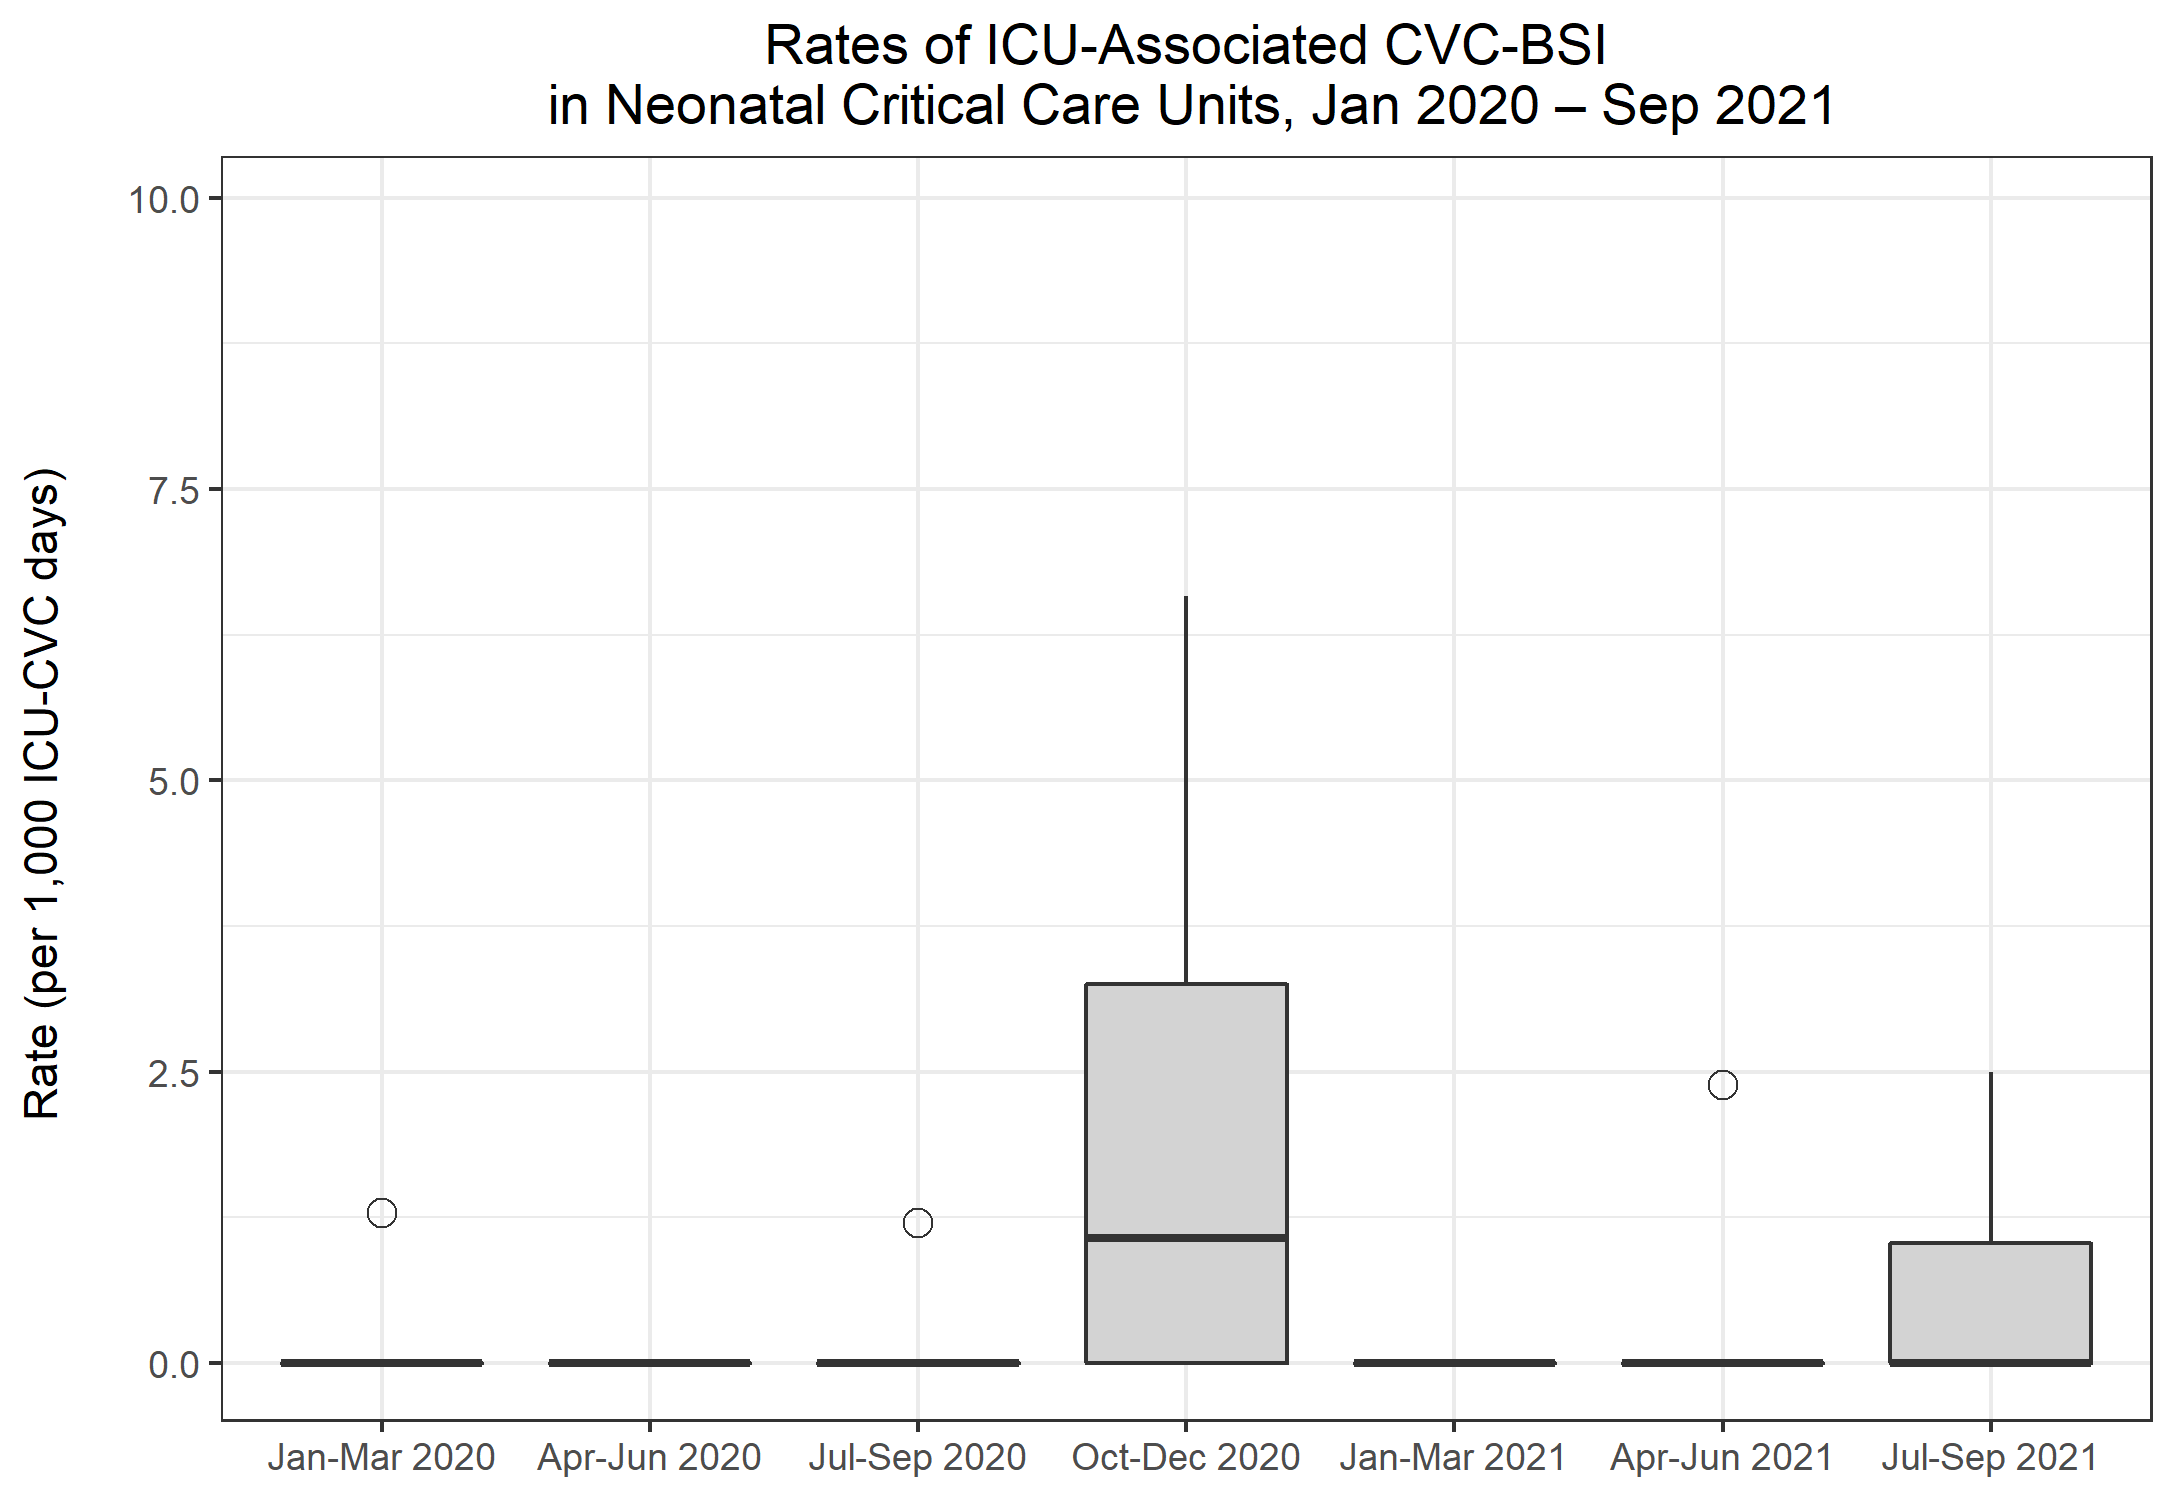 Rates of ICU-Associated CVC-BSI
in Neonatal Critical Care Units, Jan 2020 – Sep 2021
Rate (per 1,000 ICU-CVC days)
10.0
7.5
5.0
2.5
0.0
Jan-Mar 2020
Apr-Jun 2020
Jul-Sep 2020
Oct-Dec 2020
Jan-Mar 2021
Apr-Jun 2021
Jul-Sep 2021